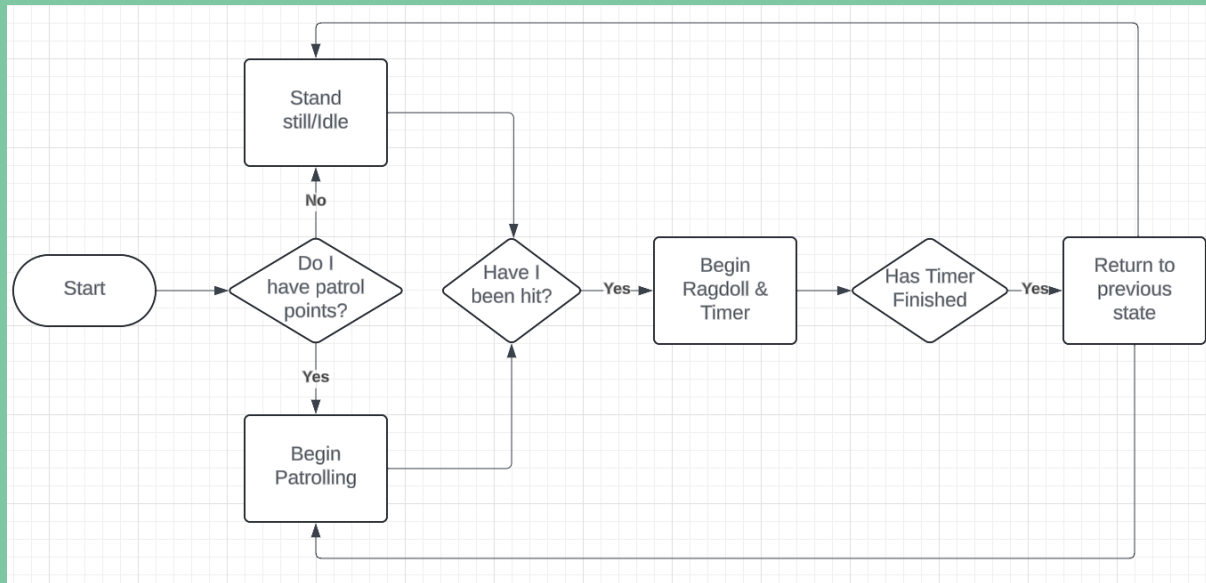 Stand
still/Idle
No
Start
Do I
have patrol
points?
Have I
been hit?
Yes
Begin
Ragdoll &
Timer
Has Timer
Finished
Yes
Return to
previous
state
Yes
Begin
Patrolling